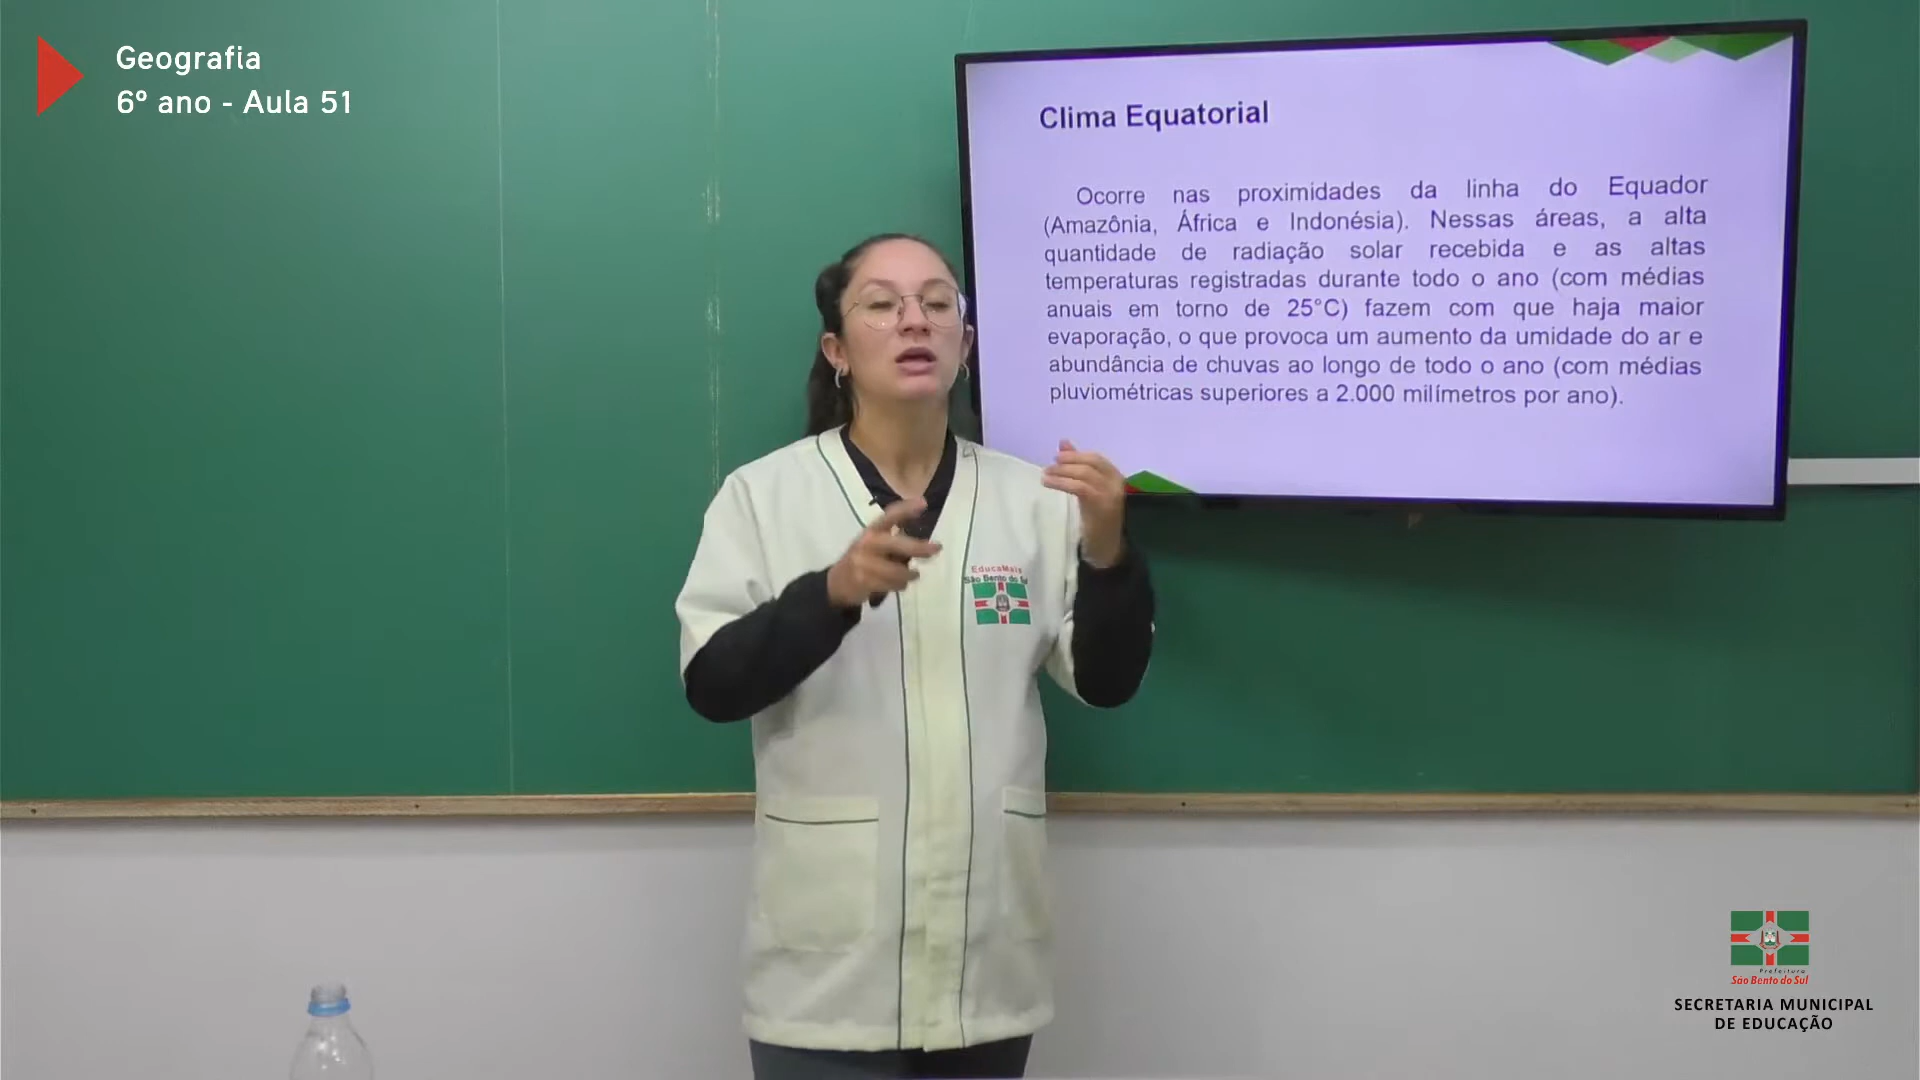 Geografia
6º ano - Aula 51
Clima Equatorial
Ocorre nas proximidades da linha do Equador
(Amazônia, África e Indonésia). Nessas áreas, a alta
quantidade de radiação solar recebida e as altas
temperaturas registradas durante todo o ano (com médias
anuais em torno de 25°C) fazem com que haja maior
evaporação, o que provoca um aumento da umidade do ar e
abundância de chuvas ao longo de todo o ano (com médias
pluviométricas superiores a 2.000 milímetros por ano).
EducaMais
São Bento do Sul
Prefeitura
São Bento do Sul
SECRETARIA MUNICIPAL
DE EDUCAÇÃO